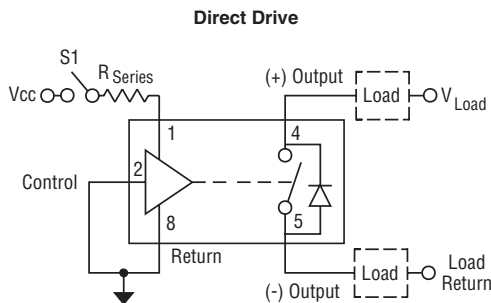 Direct Drive
S1
R Series
Vcc
(+) Output
Load
V Load
1
4
2
Control
8
5
Return
(-) Output
Load
Load
Return